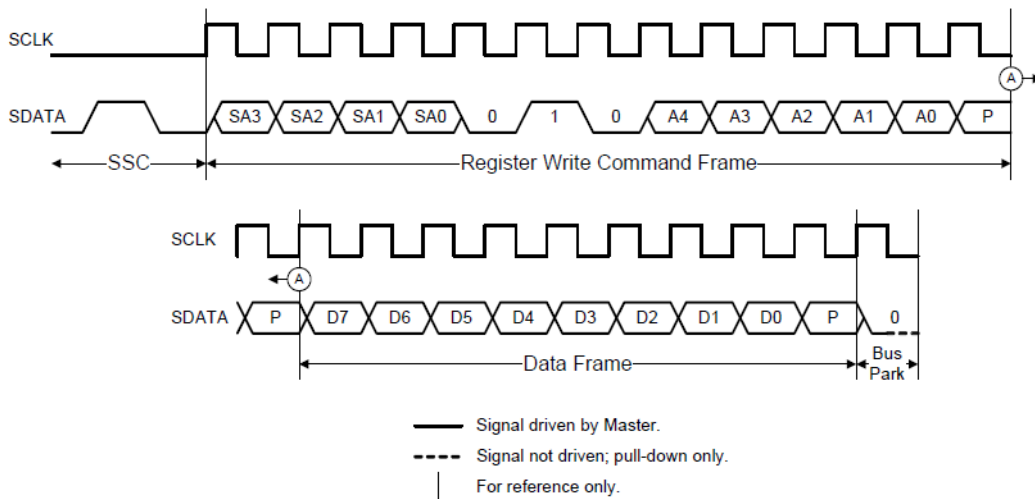 SCLK
A
SDATA SA3 SA2 SA1 SA0 0 1 0 A4 A3 A2 A1 A0 P
SSC Register Write Command Frame
SCLK
A
SDATA P D7 D6 D5 D4 D3 D2 D1 D0 P 0
Data Frame Bus
Park
Signal driven by Master.
Signal not driven; pull-down only.
For reference only.